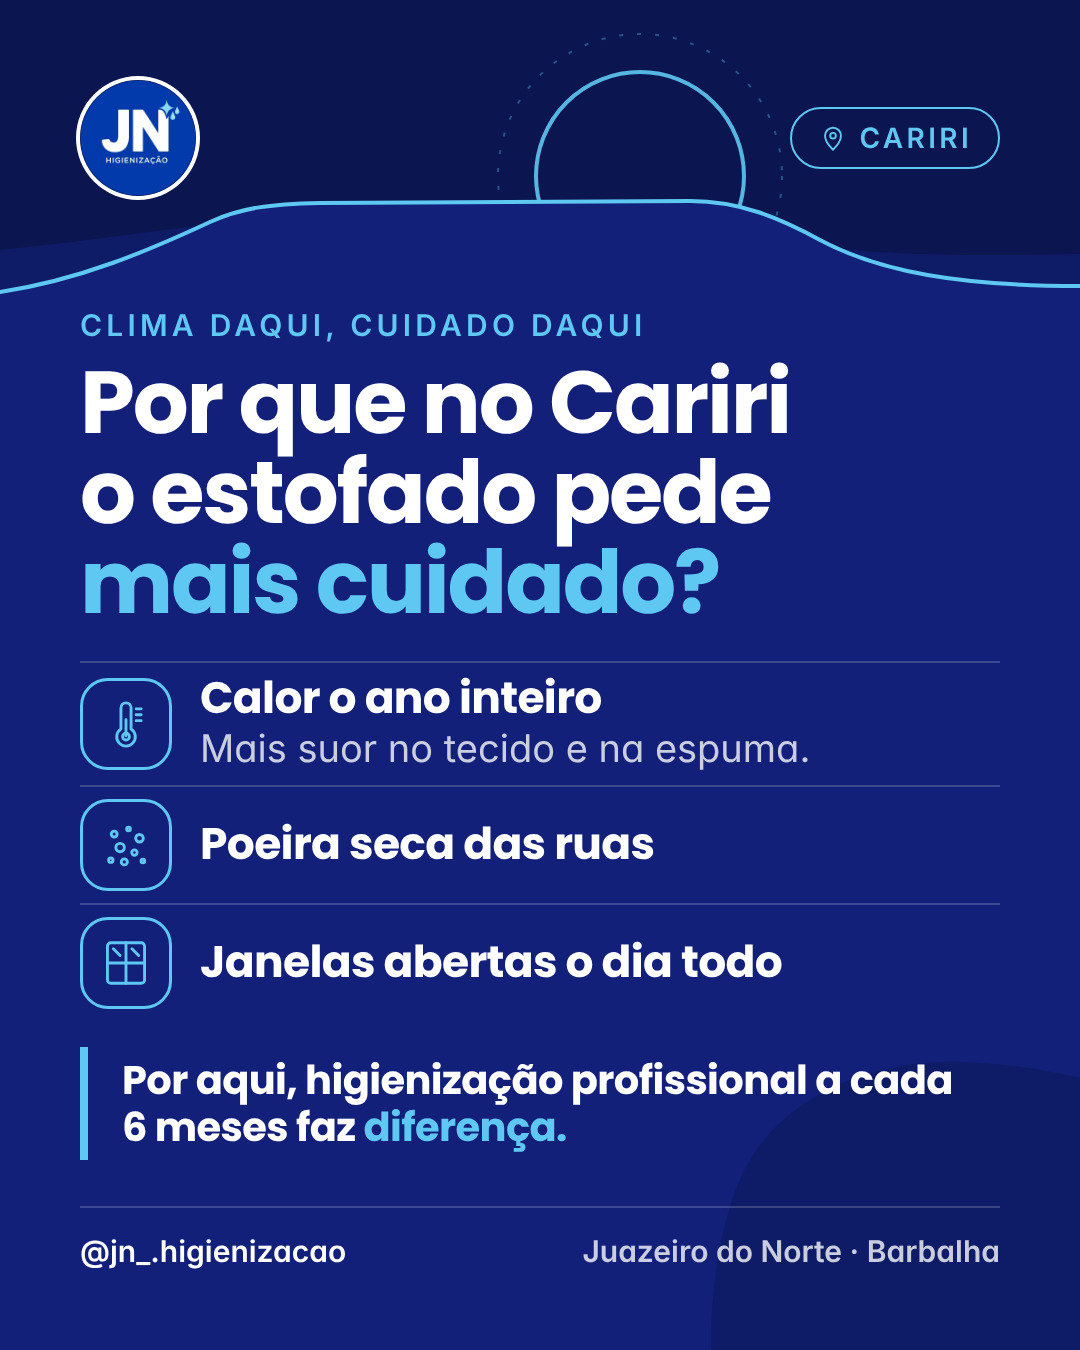 JN
HIGIENIZAÇÃO
CARIRI
CLIMA DAQUI, CUIDADO DAQUI
Por que no Cariri
o estofado pede
mais cuidado?
Calor o ano inteiro
Mais suor no tecido e na espuma.
Poeira seca das ruas
Janelas abertas o dia todo
Por aqui, higienização profissional a cada
6 meses faz diferença.
@jn_.higienizacao
Juazeiro do Norte · Barbalha